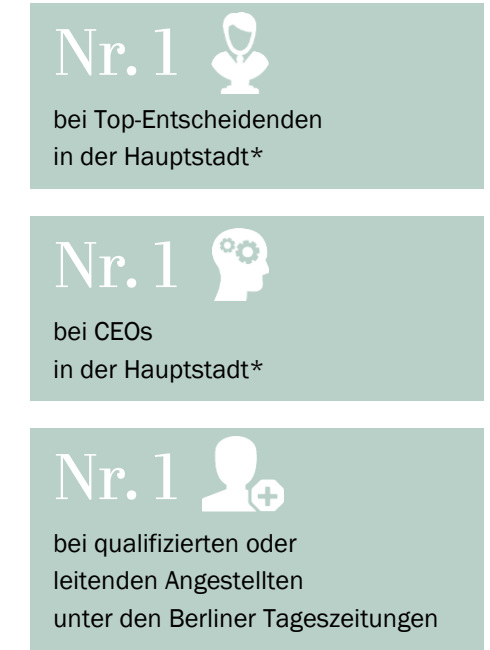 Nr. 1
bei Top-Entscheidenden
in der Hauptstadt*
Nr. 1
bei CEOs
in der Hauptstadt*
Nr. 1
bei qualifizierten oder
leitenden Angestellten
unter den Berliner Tageszeitungen